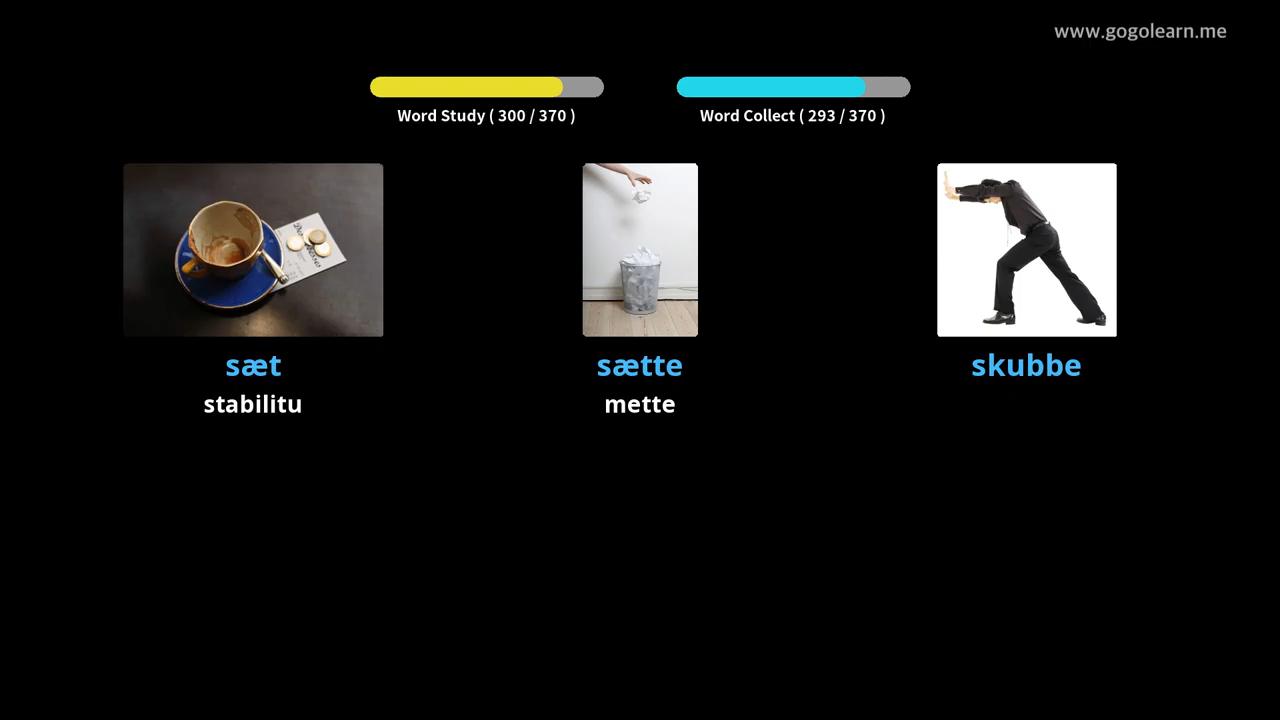 www.gogolearn.me
Word Study ( 300 / 370 )
Word Collect ( 293 / 370 )
sæt
sætte
skubbe
stabilitu
mette